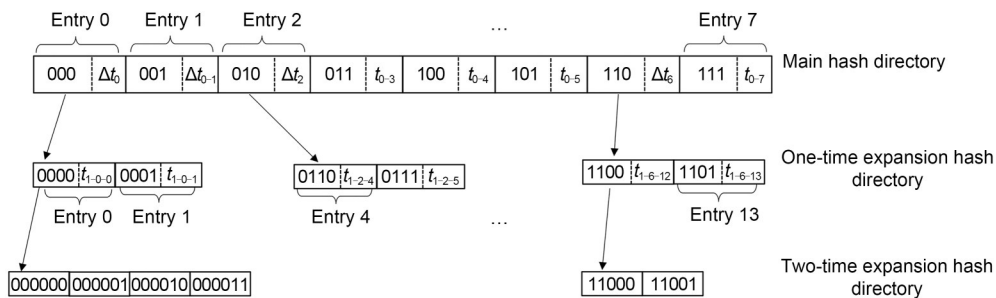 Entry 0 Entry 1 Entry 2 … Entry 7
000 Δt0 001 Δt0−1 010 Δt2 011 t0−3 100 t0−4 101 t0−5 110 Δt6 111 t0−7 Main hash directory
0000 t1−0−0 0001 t1−0−1 0110 t1−2−4 0111 t1−2−5 1100 t1−6−12 1101 t1−6−13 One-time expansion hash
directory
Entry 0 Entry 1 Entry 4 … Entry 13
000000 000001 000010 000011 11000 11001 Two-time expansion hash
directory